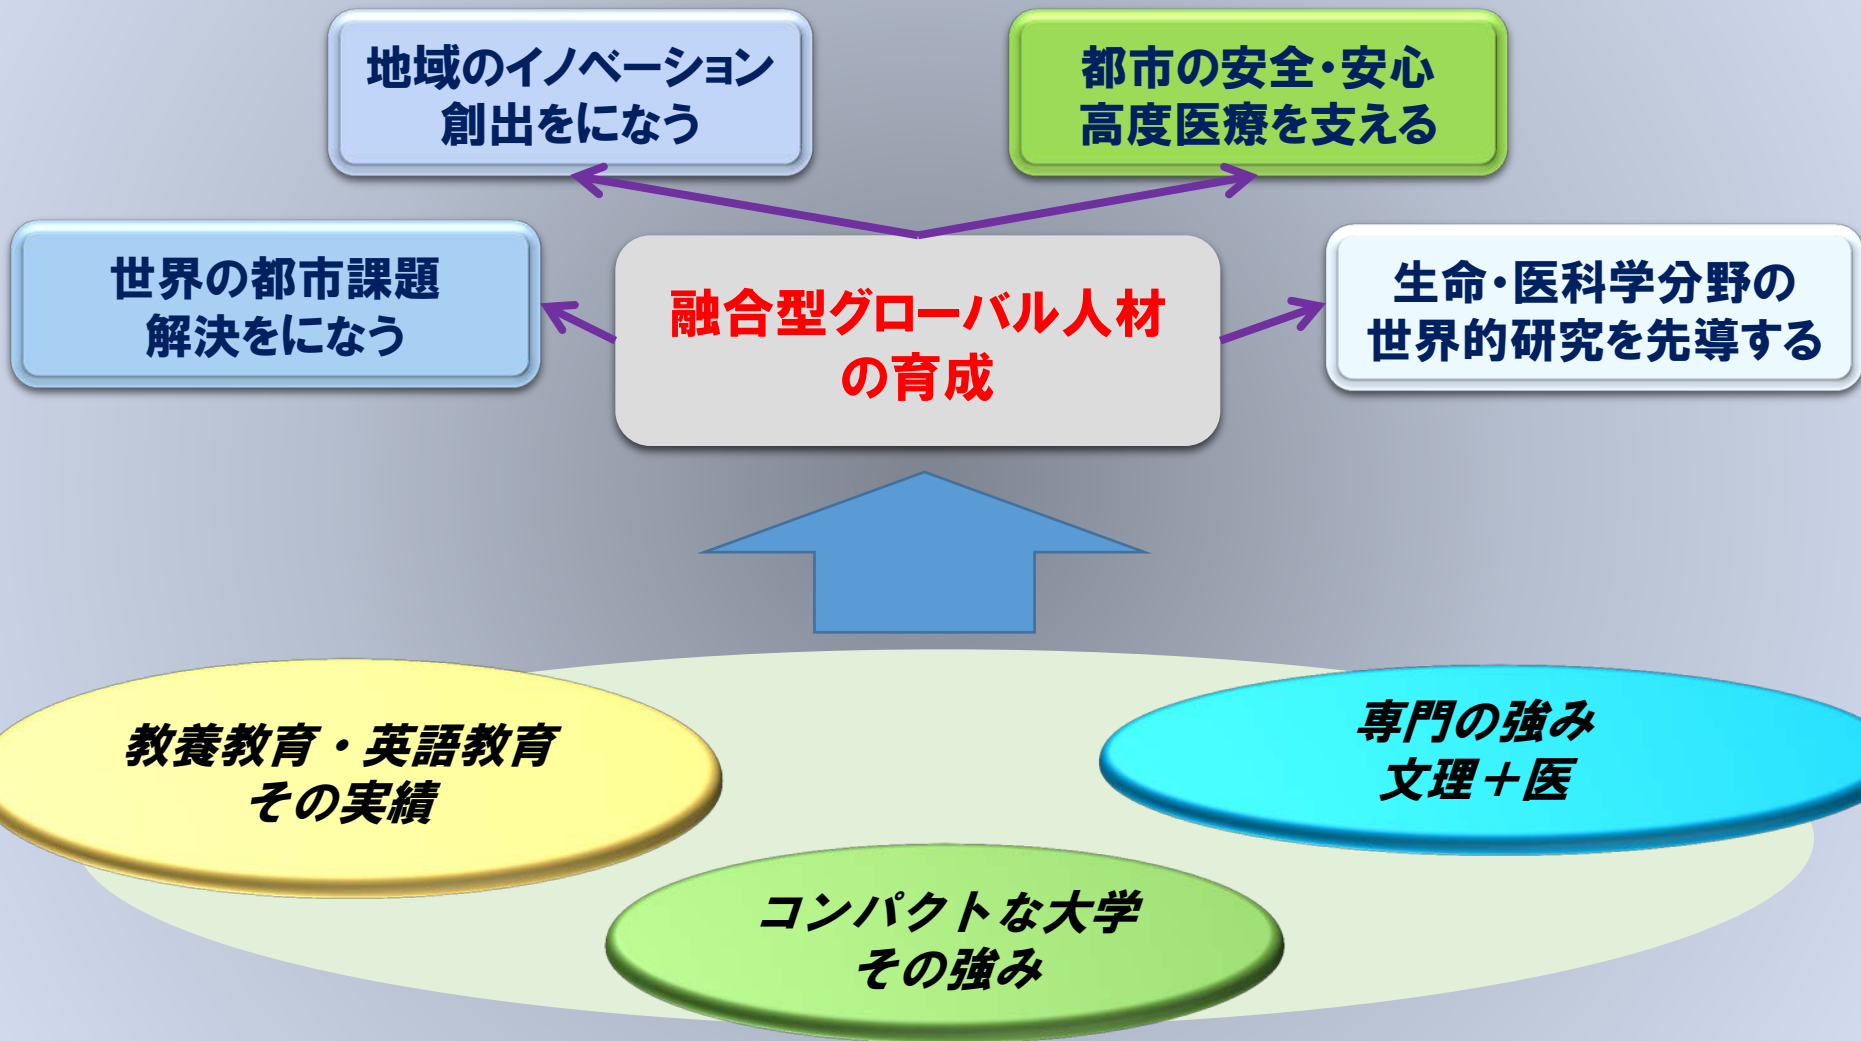 地域のイノベーション
創出をになう
都市の安全・安心
高度医療を支える
世界の都市課題
解決をになう
融合型グローバル人材
の育成
生命・医科学分野の
世界的研究を先導する
教養教育・英語教育
その実績
専門の強み
文理＋医
コンパクトな大学
その強み